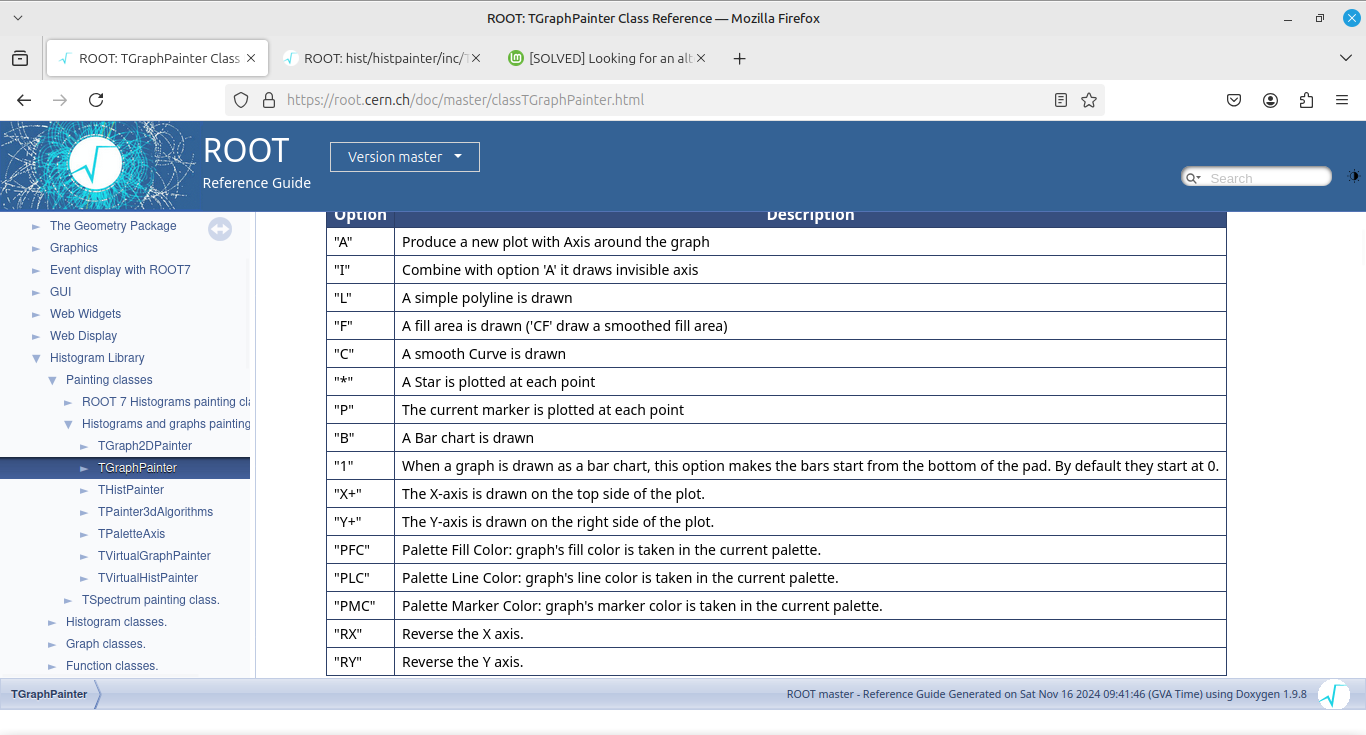 ROOT: TGraphPainter Class Reference — Mozilla Firefox
ROOT: TGraphPainter Class
ROOT: hist/histpainter/inc/
[SOLVED] Looking for an alt
https://root.cern.ch/doc/master/classTGraphPainter.html
ROOT
Reference Guide
Version master
Search
The Geometry Package
Graphics
Event display with ROOT7
GUI
Web Widgets
Web Display
Histogram Library
Painting classes
ROOT 7 Histograms painting cla
Histograms and graphs painting
TGraph2DPainter
TGraphPainter
THistPainter
TPainter3dAlgorithms
TPaletteAxis
TVirtualGraphPainter
TVirtualHistPainter
TSpectrum painting class.
Histogram classes.
Graph classes.
Function classes.
Option Description
"A" Produce a new plot with Axis around the graph
"I" Combine with option 'A' it draws invisible axis
"L" A simple polyline is drawn
"F" A fill area is drawn ('CF' draw a smoothed fill area)
"C" A smooth Curve is drawn
"*" A Star is plotted at each point
"P" The current marker is plotted at each point
"B" A Bar chart is drawn
"1" When a graph is drawn as a bar chart, this option makes the bars start from the bottom of the pad. By default they start at 0.
"X+" The X-axis is drawn on the top side of the plot.
"Y+" The Y-axis is drawn on the right side of the plot.
"PFC" Palette Fill Color: graph's fill color is taken in the current palette.
"PLC" Palette Line Color: graph's line color is taken in the current palette.
"PMC" Palette Marker Color: graph's marker color is taken in the current palette.
"RX" Reverse the X axis.
"RY" Reverse the Y axis.
TGraphPainter
ROOT master - Reference Guide Generated on Sat Nov 16 2024 09:41:46 (GVA Time) using Doxygen 1.9.8